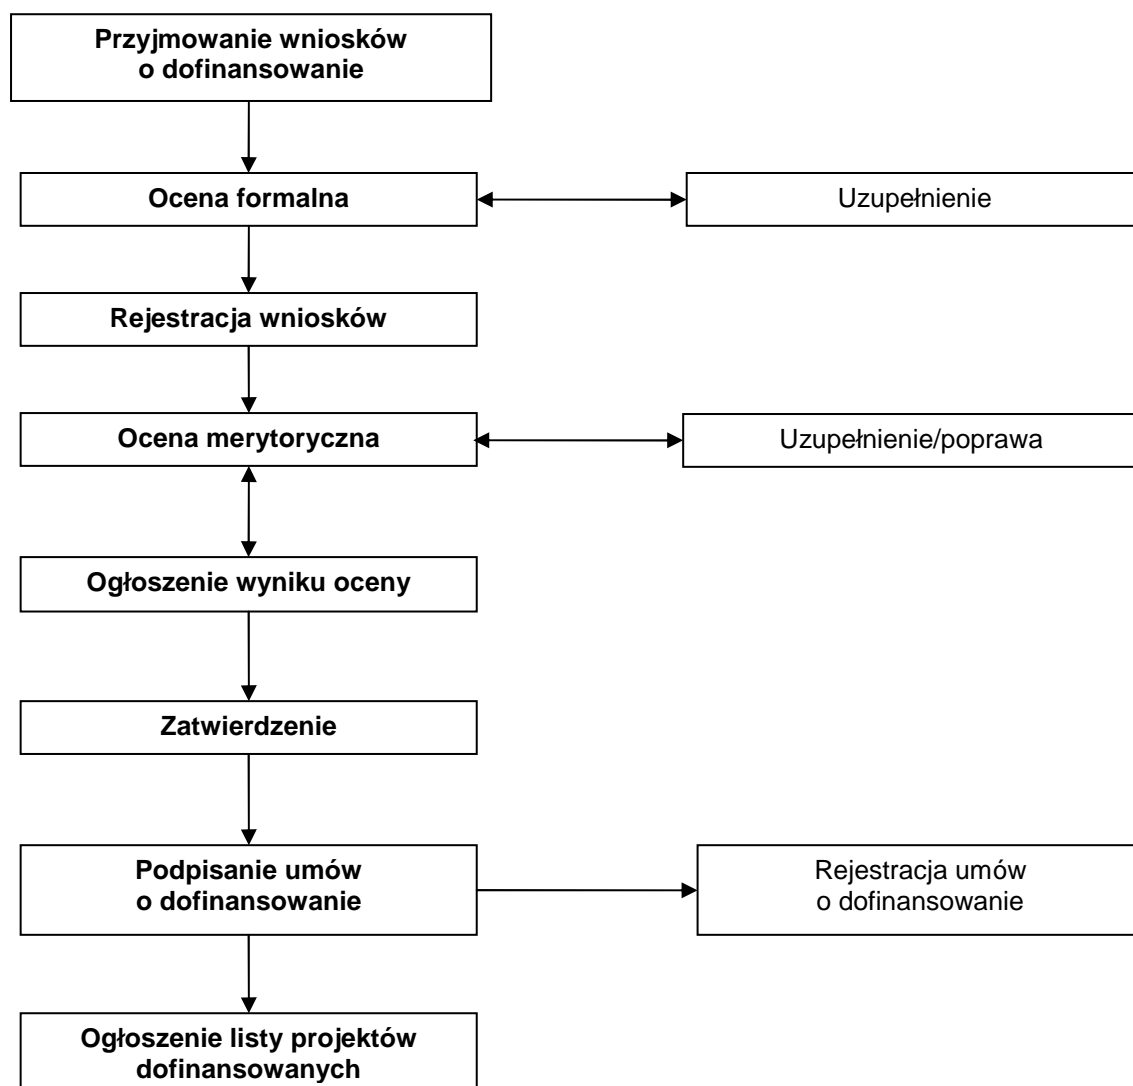 Przyjmowanie wniosków
o dofinansowanie
Ocena formalna
Uzupełnienie
Rejestracja wniosków
Ocena merytoryczna
Uzupełnienie/poprawa
Ogłoszenie wyniku oceny
Zatwierdzenie
Podpisanie umów
o dofinansowanie
Rejestracja umów
o dofinansowanie
Ogłoszenie listy projektów
dofinansowanych